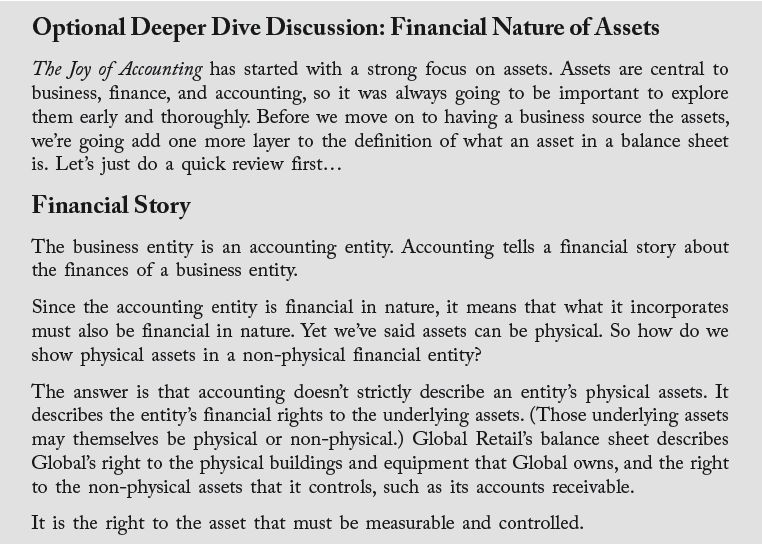 Optional Deeper Dive Discussion: Financial Nature of Assets
The Joy of Accounting has started with a strong focus on assets. Assets are central to
business, finance, and accounting, so it was always going to be important to explore
them early and thoroughly. Before we move on to having a business source the assets,
we’re going add one more layer to the definition of what an asset in a balance sheet
is. Let’s just do a quick review first…
Financial Story
The business entity is an accounting entity. Accounting tells a financial story about
the finances of a business entity.
Since the accounting entity is financial in nature, it means that what it incorporates
must also be financial in nature. Yet we’ve said assets can be physical. So how do we
show physical assets in a non-physical financial entity?
The answer is that accounting doesn’t strictly describe an entity’s physical assets. It
describes the entity’s financial rights to the underlying assets. (Those underlying assets
may themselves be physical or non-physical.) Global Retail’s balance sheet describes
Global’s right to the physical buildings and equipment that Global owns, and the right
to the non-physical assets that it controls, such as its accounts receivable.
It is the right to the asset that must be measurable and controlled.